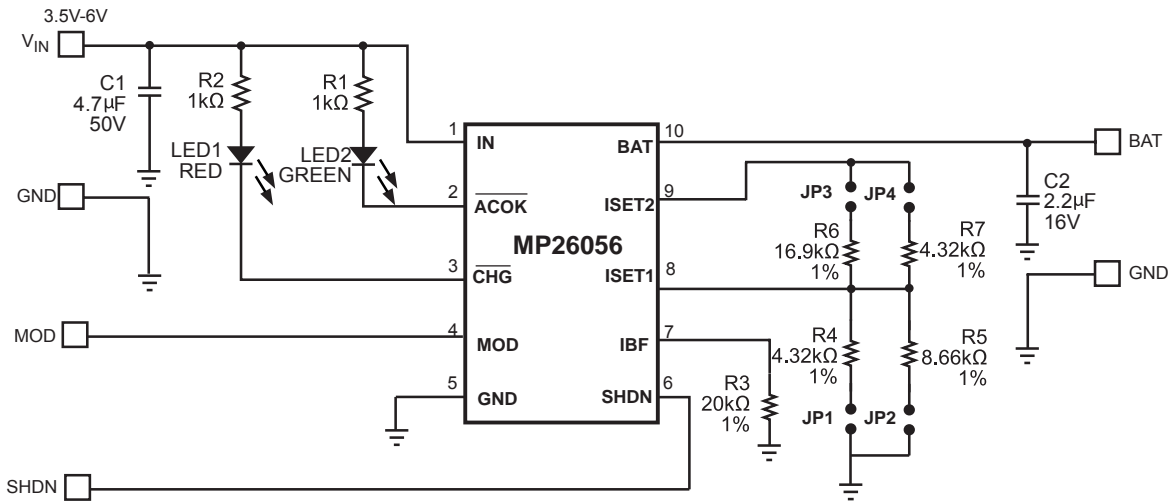 3.5V-6V
VIN
C1
4.7µF
50V
R2
1kΩ
R1
1kΩ
LED1
RED
LED2
GREEN
GND
MOD
SHDN
1
IN
2
ACOK
3
CHG
4
MOD
5
GND
MP26056
10
BAT
9
ISET2
8
ISET1
7
IBF
6
SHDN
JP3
JP4
R6
16.9kΩ
1%
R7
4.32kΩ
1%
R4
4.32kΩ
1%
R5
8.66kΩ
1%
R3
20kΩ
1%
JP1
JP2
BAT
C2
2.2µF
16V
GND